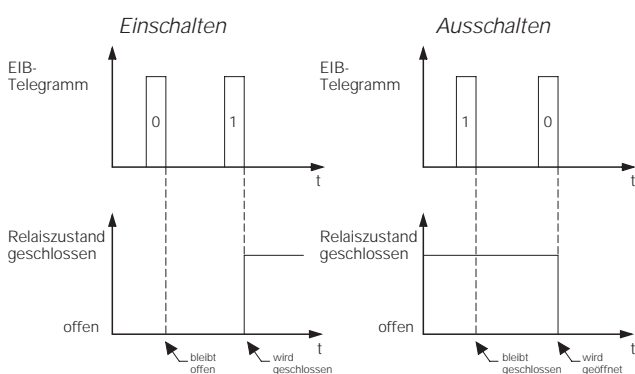 Einschalten
Ausschalten
EIB-
Telegramm
0
1
t
EIB-
Telegramm
1
0
t
Relaiszustand
geschlossen
offen
t
bleibt
offen
wird
geschlossen
Relaiszustand
geschlossen
offen
t
bleibt
geschlossen
wird
geöffnet